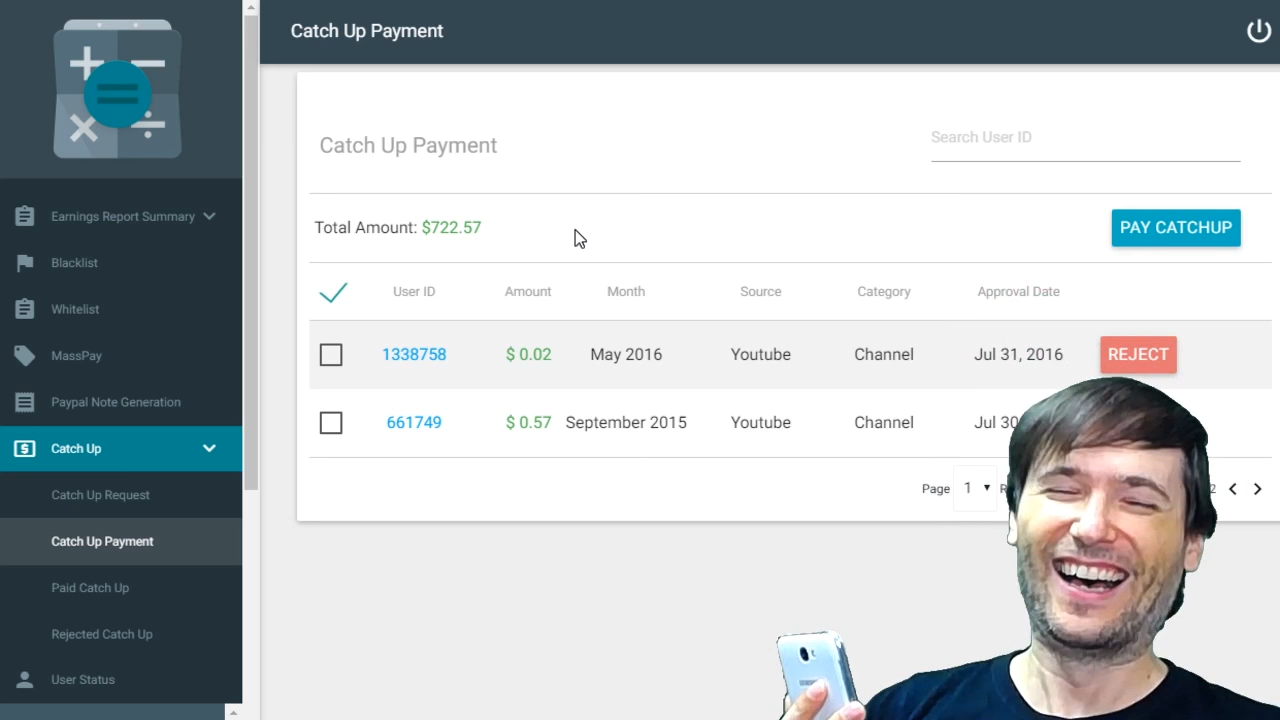 Catch Up Payment
Earnings Report Summary
Blacklist
Whitelist
MassPay
Paypal Note Generation
Catch Up
Catch Up Request
Catch Up Payment
Paid Catch Up
Rejected Catch Up
User Status
Catch Up Payment
Search User ID
Total Amount: $722.57
PAY CATCHUP
User ID Amount Month Source Category Approval Date
1338758 $ 0.02 May 2016 Youtube Channel Jul 31, 2016 REJECT
661749 $ 0.57 September 2015 Youtube Channel Jul 30
Page 1 R 2